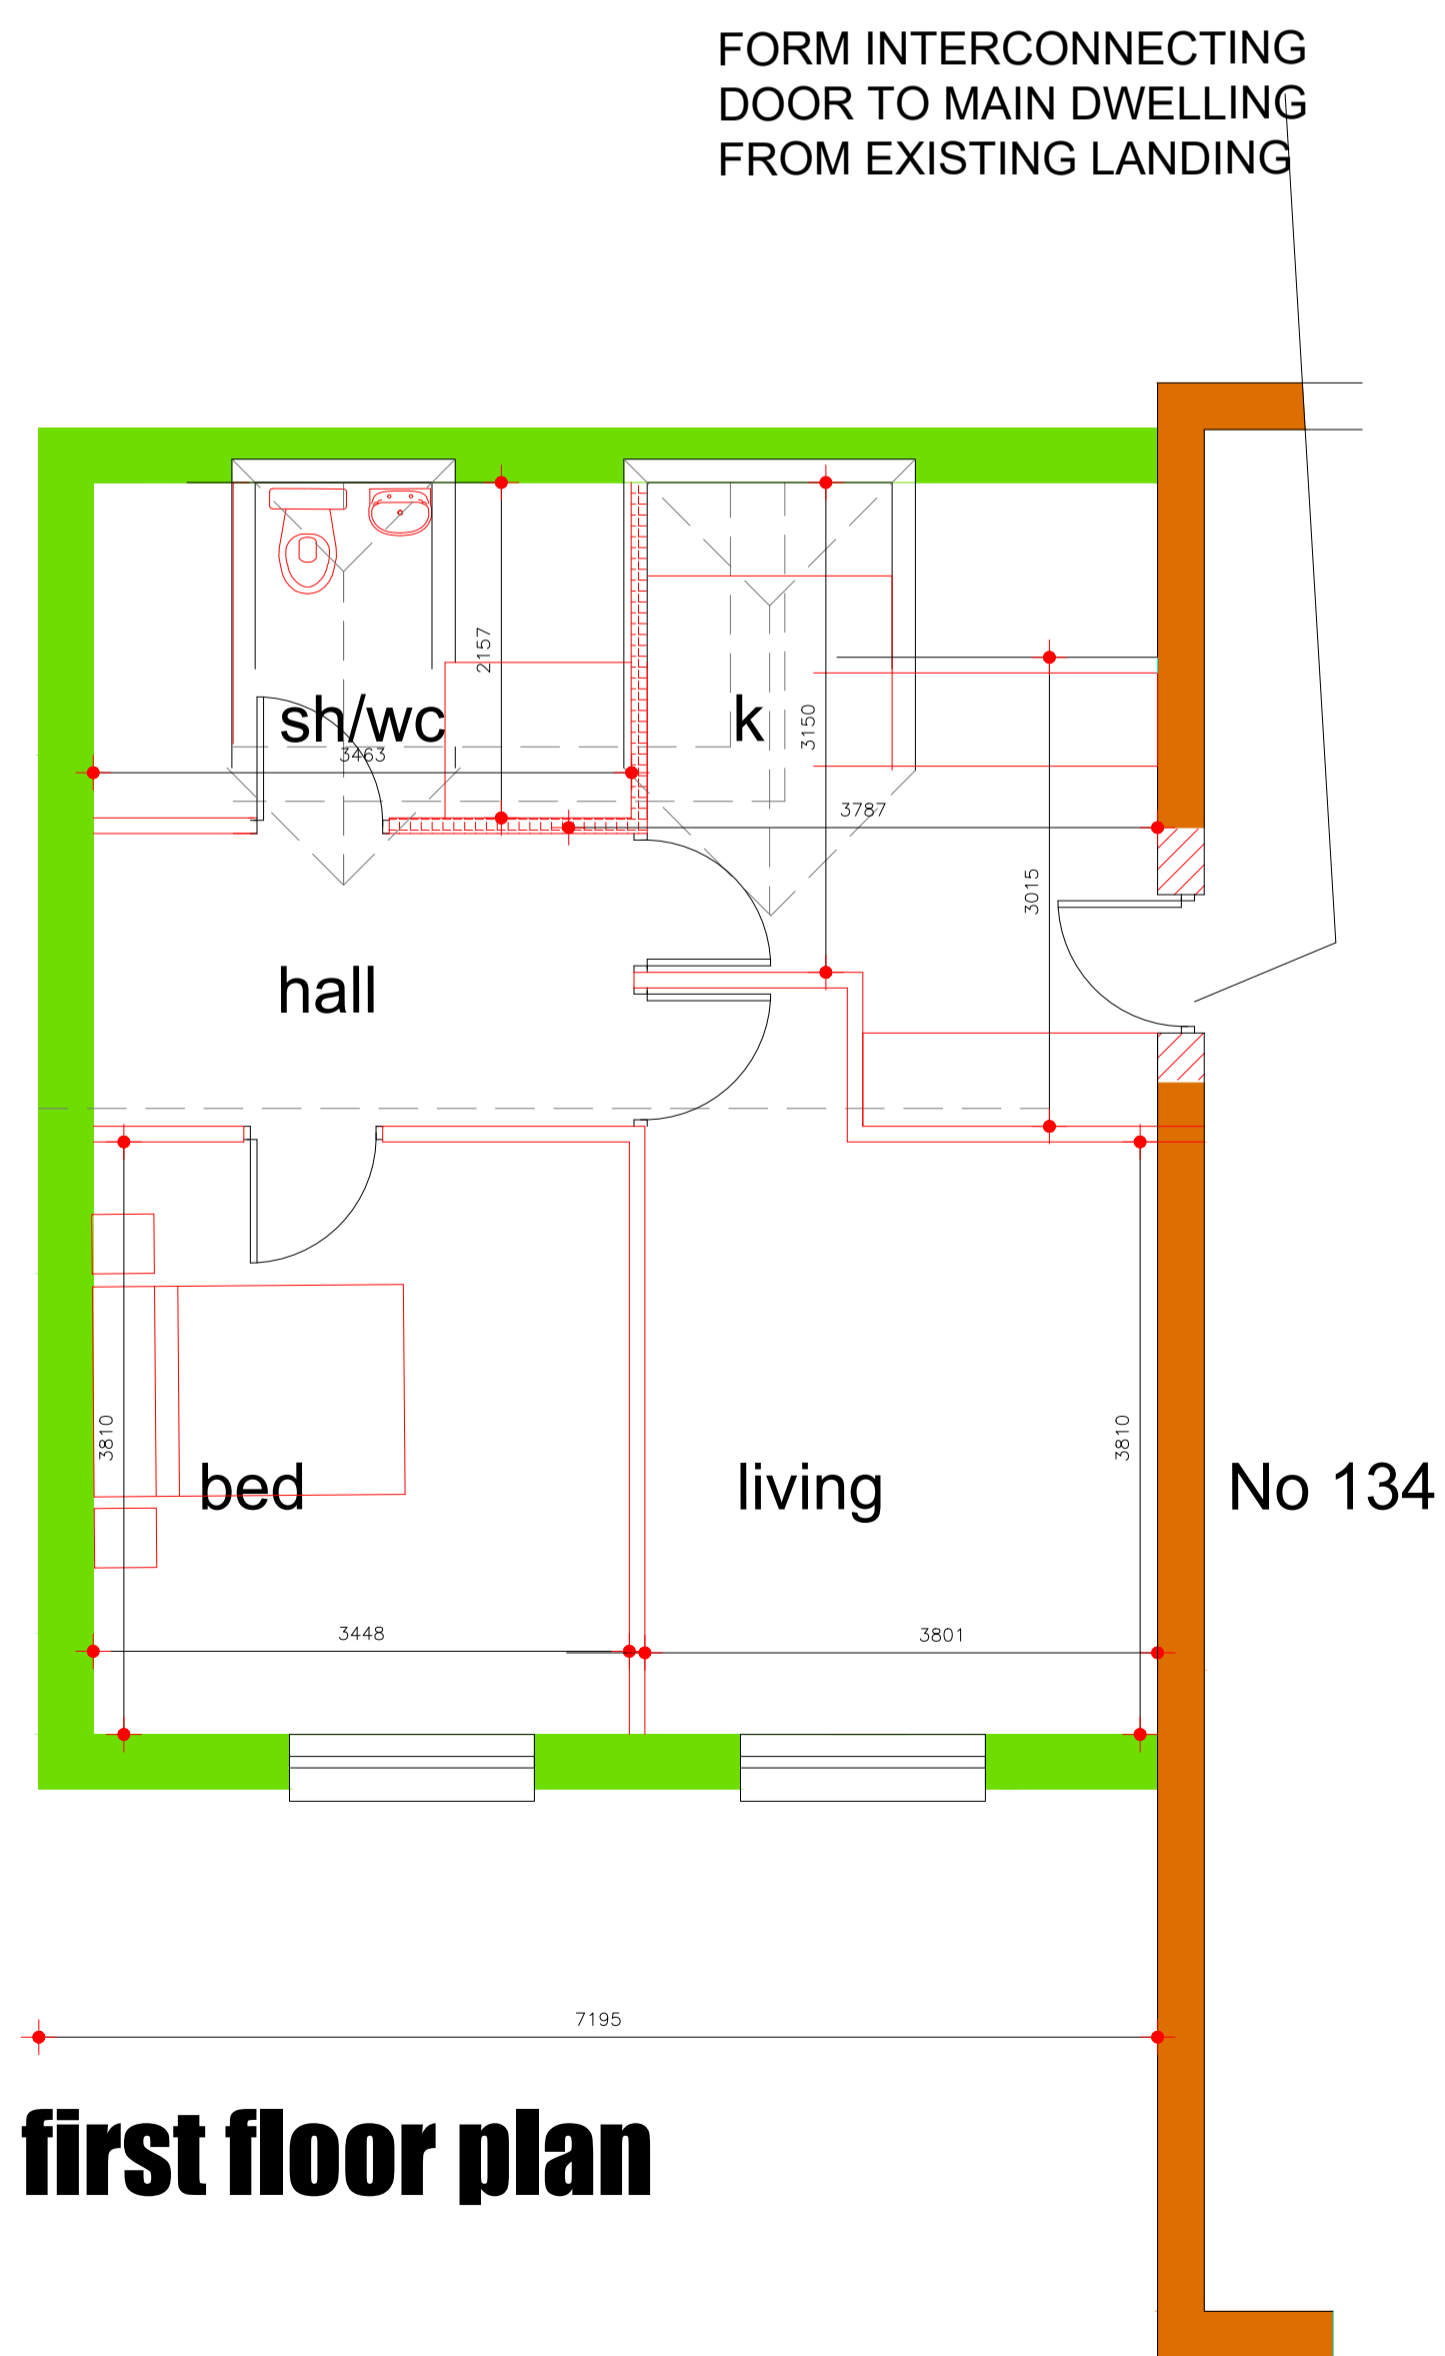 FORM INTERCONNECTING
DOOR TO MAIN DWELLING
FROM EXISTING LANDING
2157
sh/wc
k
3150
3463
3787
3015
hall
3810
3810
bed
living
No 134
3448
3801
7195
first floor plan